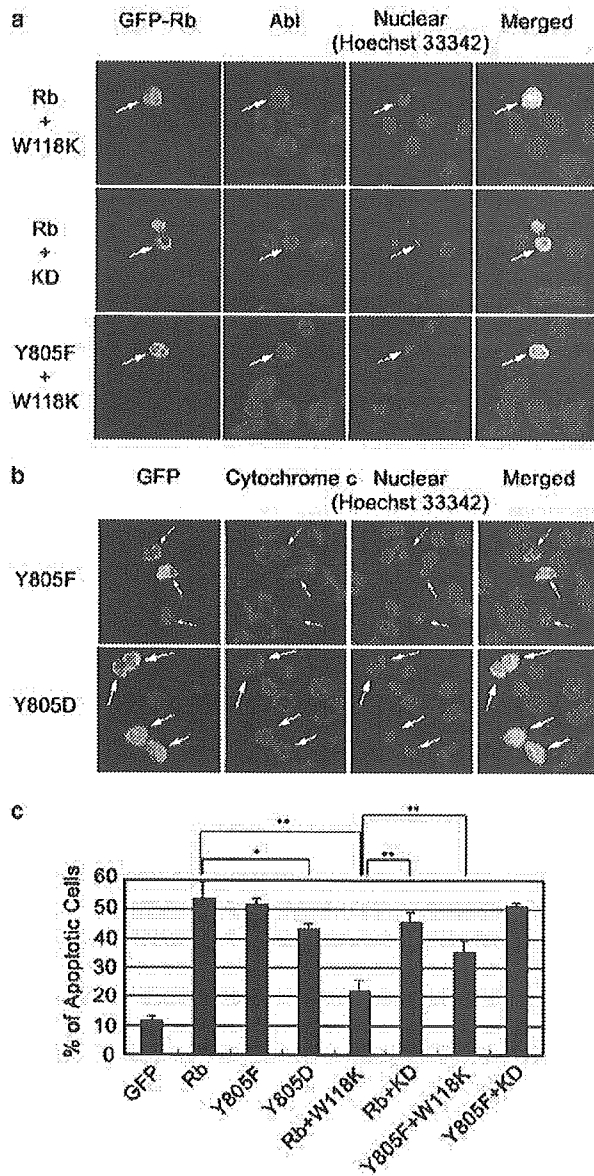 a
GFP-Rb Abl Nuclear Merged
(Hoechst 33342)
Rb
+
W118K
Rb
+
KD
Y805F
+
W118K
b
GFP Cytochrome c Nuclear Merged
(Hoechst 33342)
Y805F
Y805D
c
** **
* **
% of Apoptotic Cells
60
50
40
30
20
10
0
GFP Rb Y805F Y805D Rb+W118K Rb+KD Y805F+W118K Y805F+KD